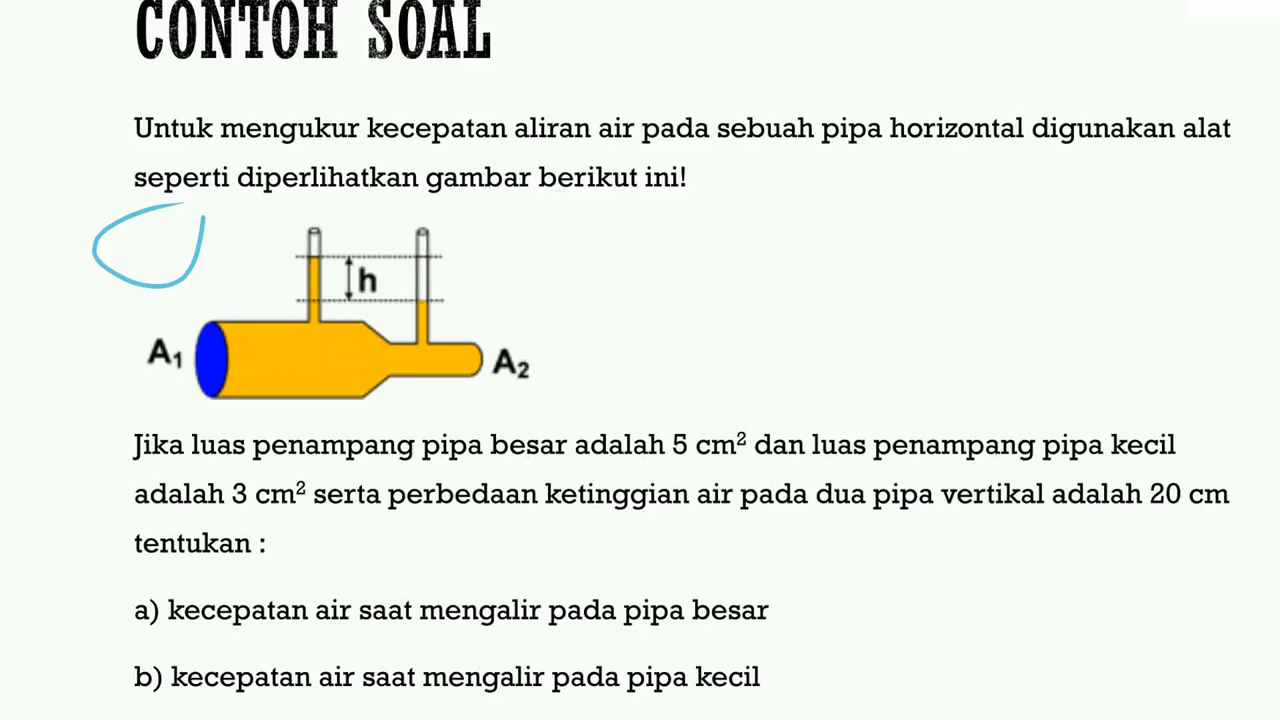 CONTOH SOAL
Untuk mengukur kecepatan aliran air pada sebuah pipa horizontal digunakan alat
seperti diperlihatkan gambar berikut ini!
h
A₁
A₂
Jika luas penampang pipa besar adalah 5 cm² dan luas penampang pipa kecil
adalah 3 cm² serta perbedaan ketinggian air pada dua pipa vertikal adalah 20 cm
tentukan :
a) kecepatan air saat mengalir pada pipa besar
b) kecepatan air saat mengalir pada pipa kecil